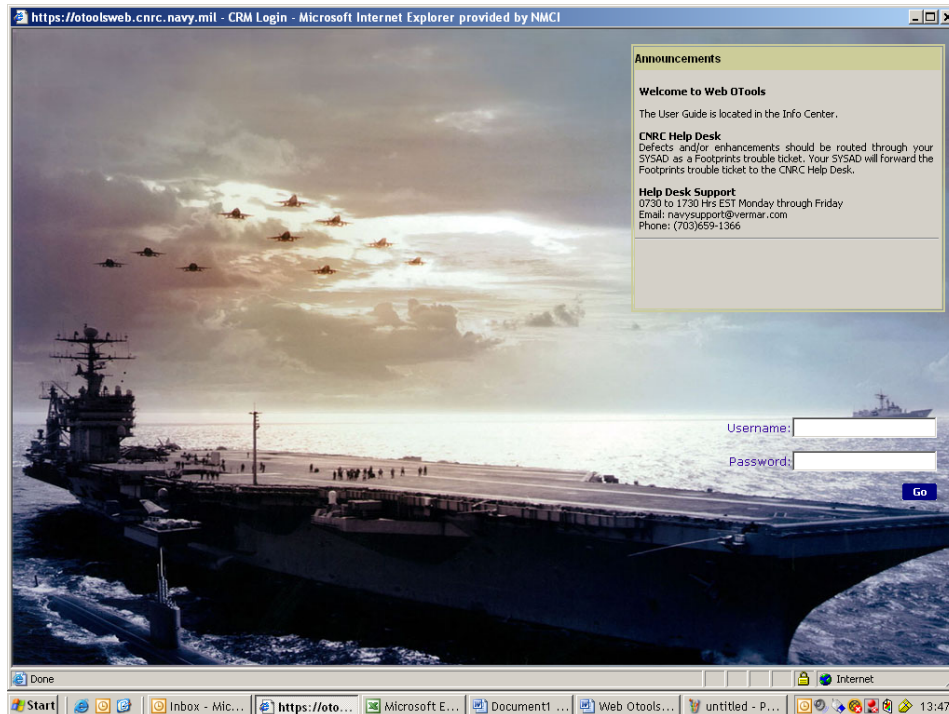 https://otoolsweb.cnrc.navy.mil - CRM Login - Microsoft Internet Explorer provided by NMCI
Announcements
Welcome to Web OTools
The User Guide is located in the Info Center.
CNRC Help Desk
Defects and/or enhancements should be routed through your
SYSAD as a Footprints trouble ticket. Your SYSAD will forward the
Footprints trouble ticket to the CNRC Help Desk.
Help Desk Support
0730 to 1730 Hrs EST Monday through Friday
Email: navysupport@vermar.com
Phone: (703)659-1366
Username:
Password:
Go
Done
Internet
Start
Inbox - Mic...
https://oto...
Microsoft E...
Document1 ...
Web Otools...
untitled - P...
13:47